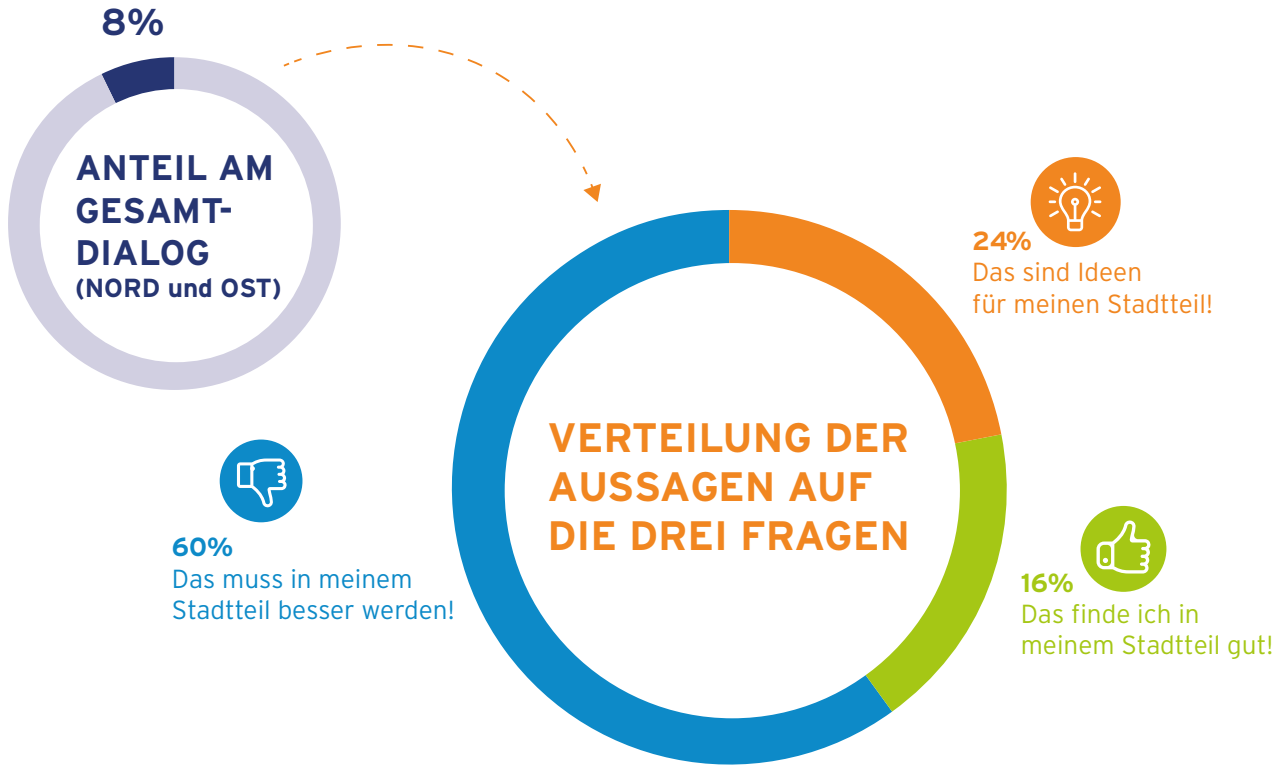 8%
ANTEIL AM
GESAMT-
DIALOG
(NORD und OST)
24%
Das sind Ideen
für meinen Stadtteil!
VERTEILUNG DER
AUSSAGEN AUF
DIE DREI FRAGEN
60%
Das muss in meinem
Stadtteil besser werden!
16%
Das finde ich in
meinem Stadtteil gut!